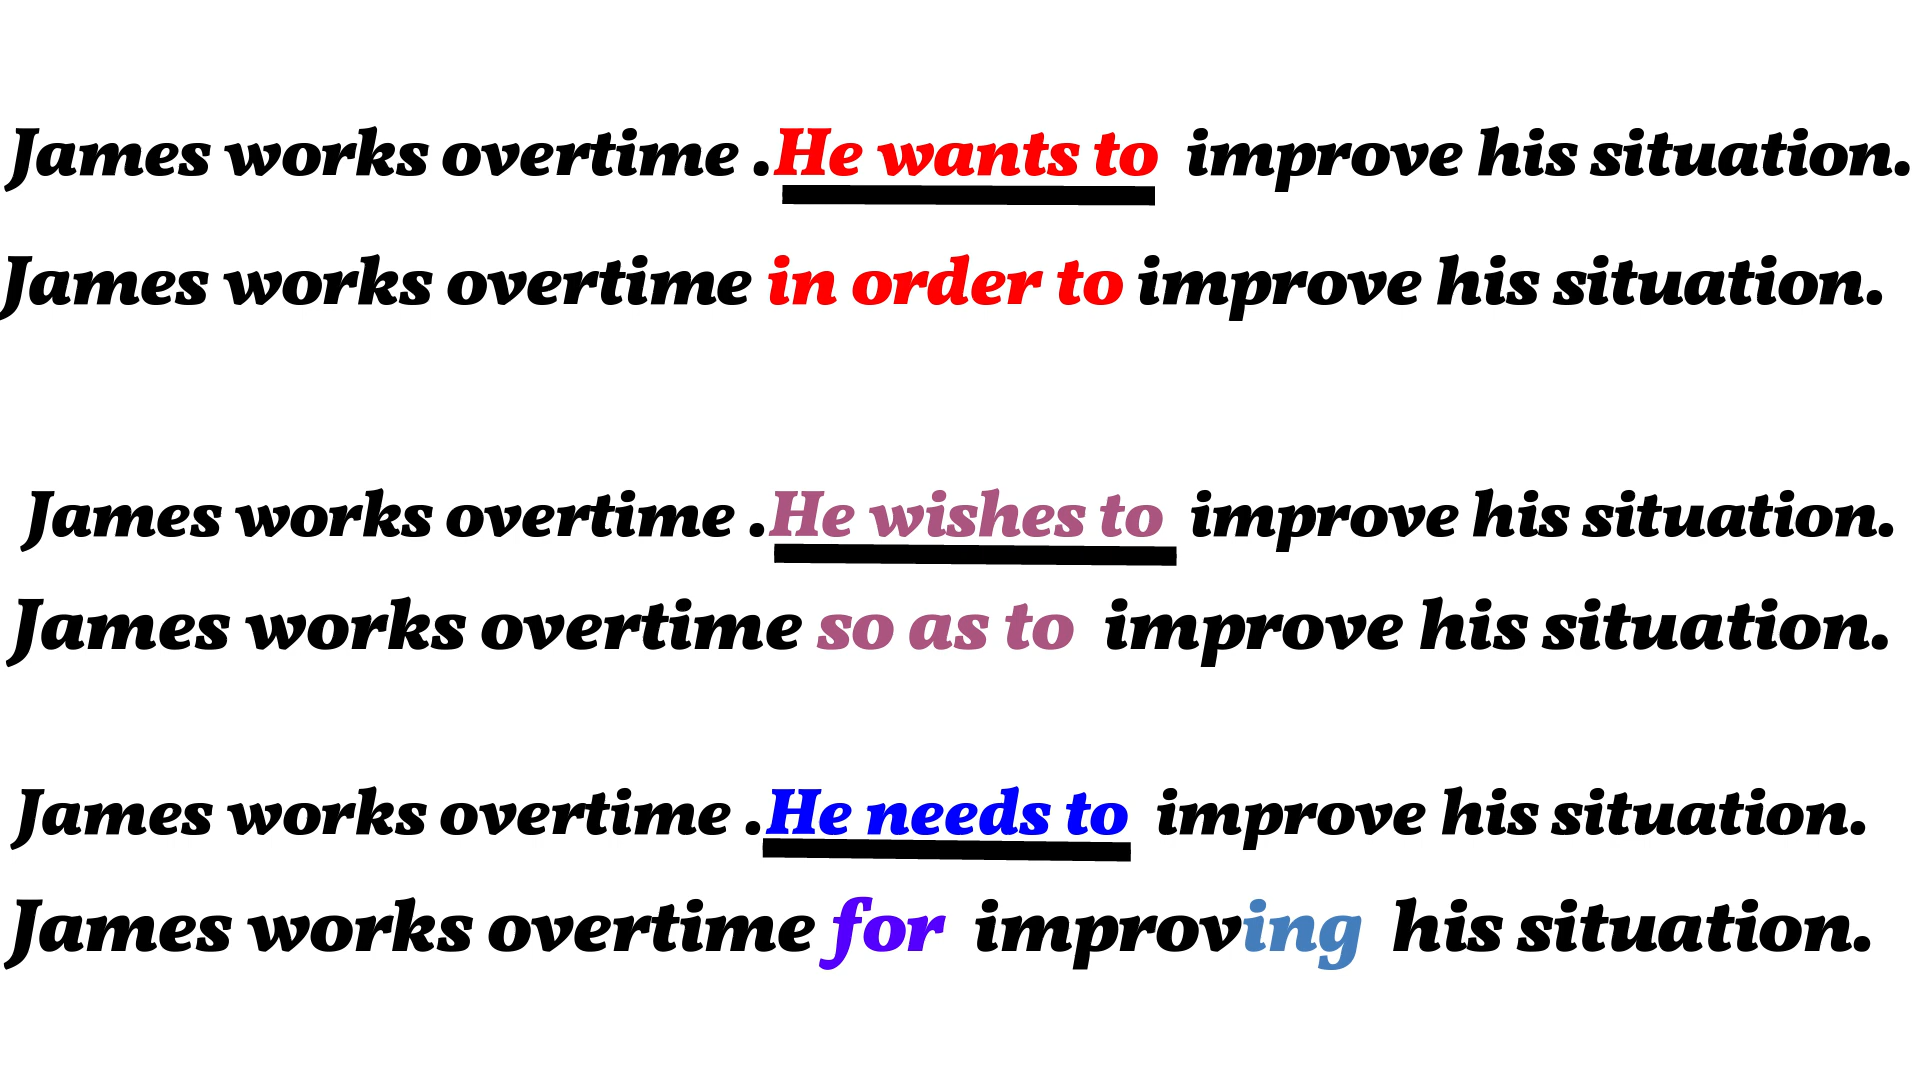 James works overtime .He wants to improve his situation.
James works overtime in order to improve his situation.
James works overtime .He wishes to improve his situation.
James works overtime so as to improve his situation.
James works overtime .He needs to improve his situation.
James works overtime for improving his situation.